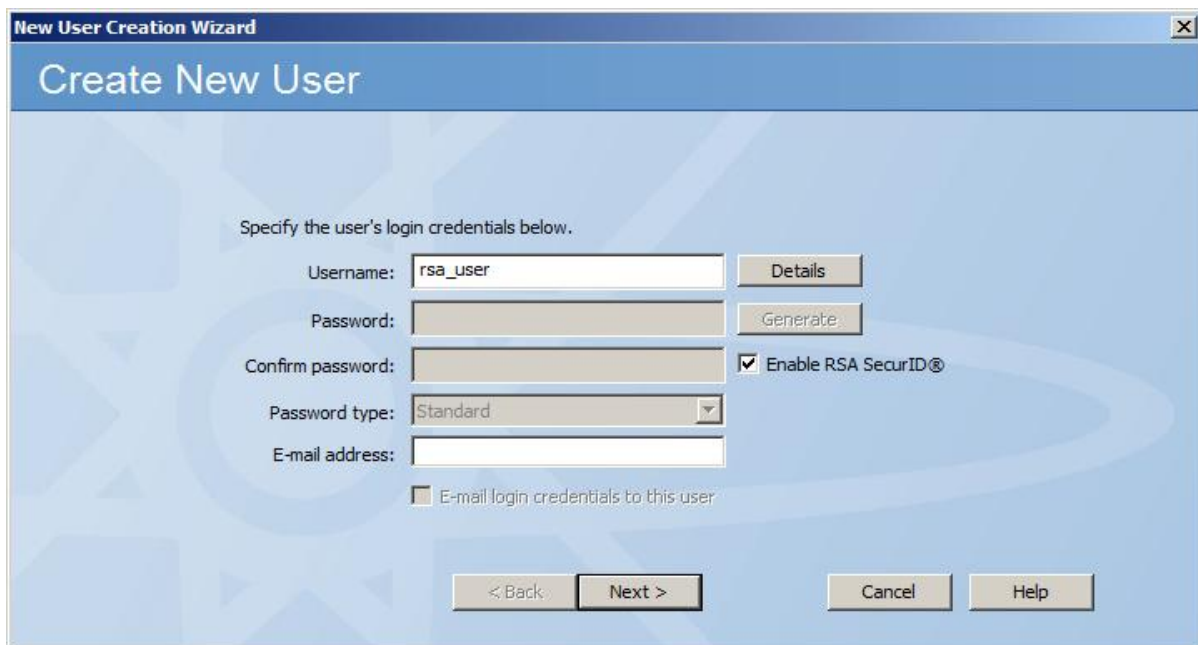 New User Creation Wizard
Create New User
Specify the user's login credentials below.
Username: rsa_user Details
Password: Generate
Confirm password: Enable RSA SecurID®
Password type: Standard
E-mail address:
E-mail login credentials to this user
< Back Next > Cancel Help